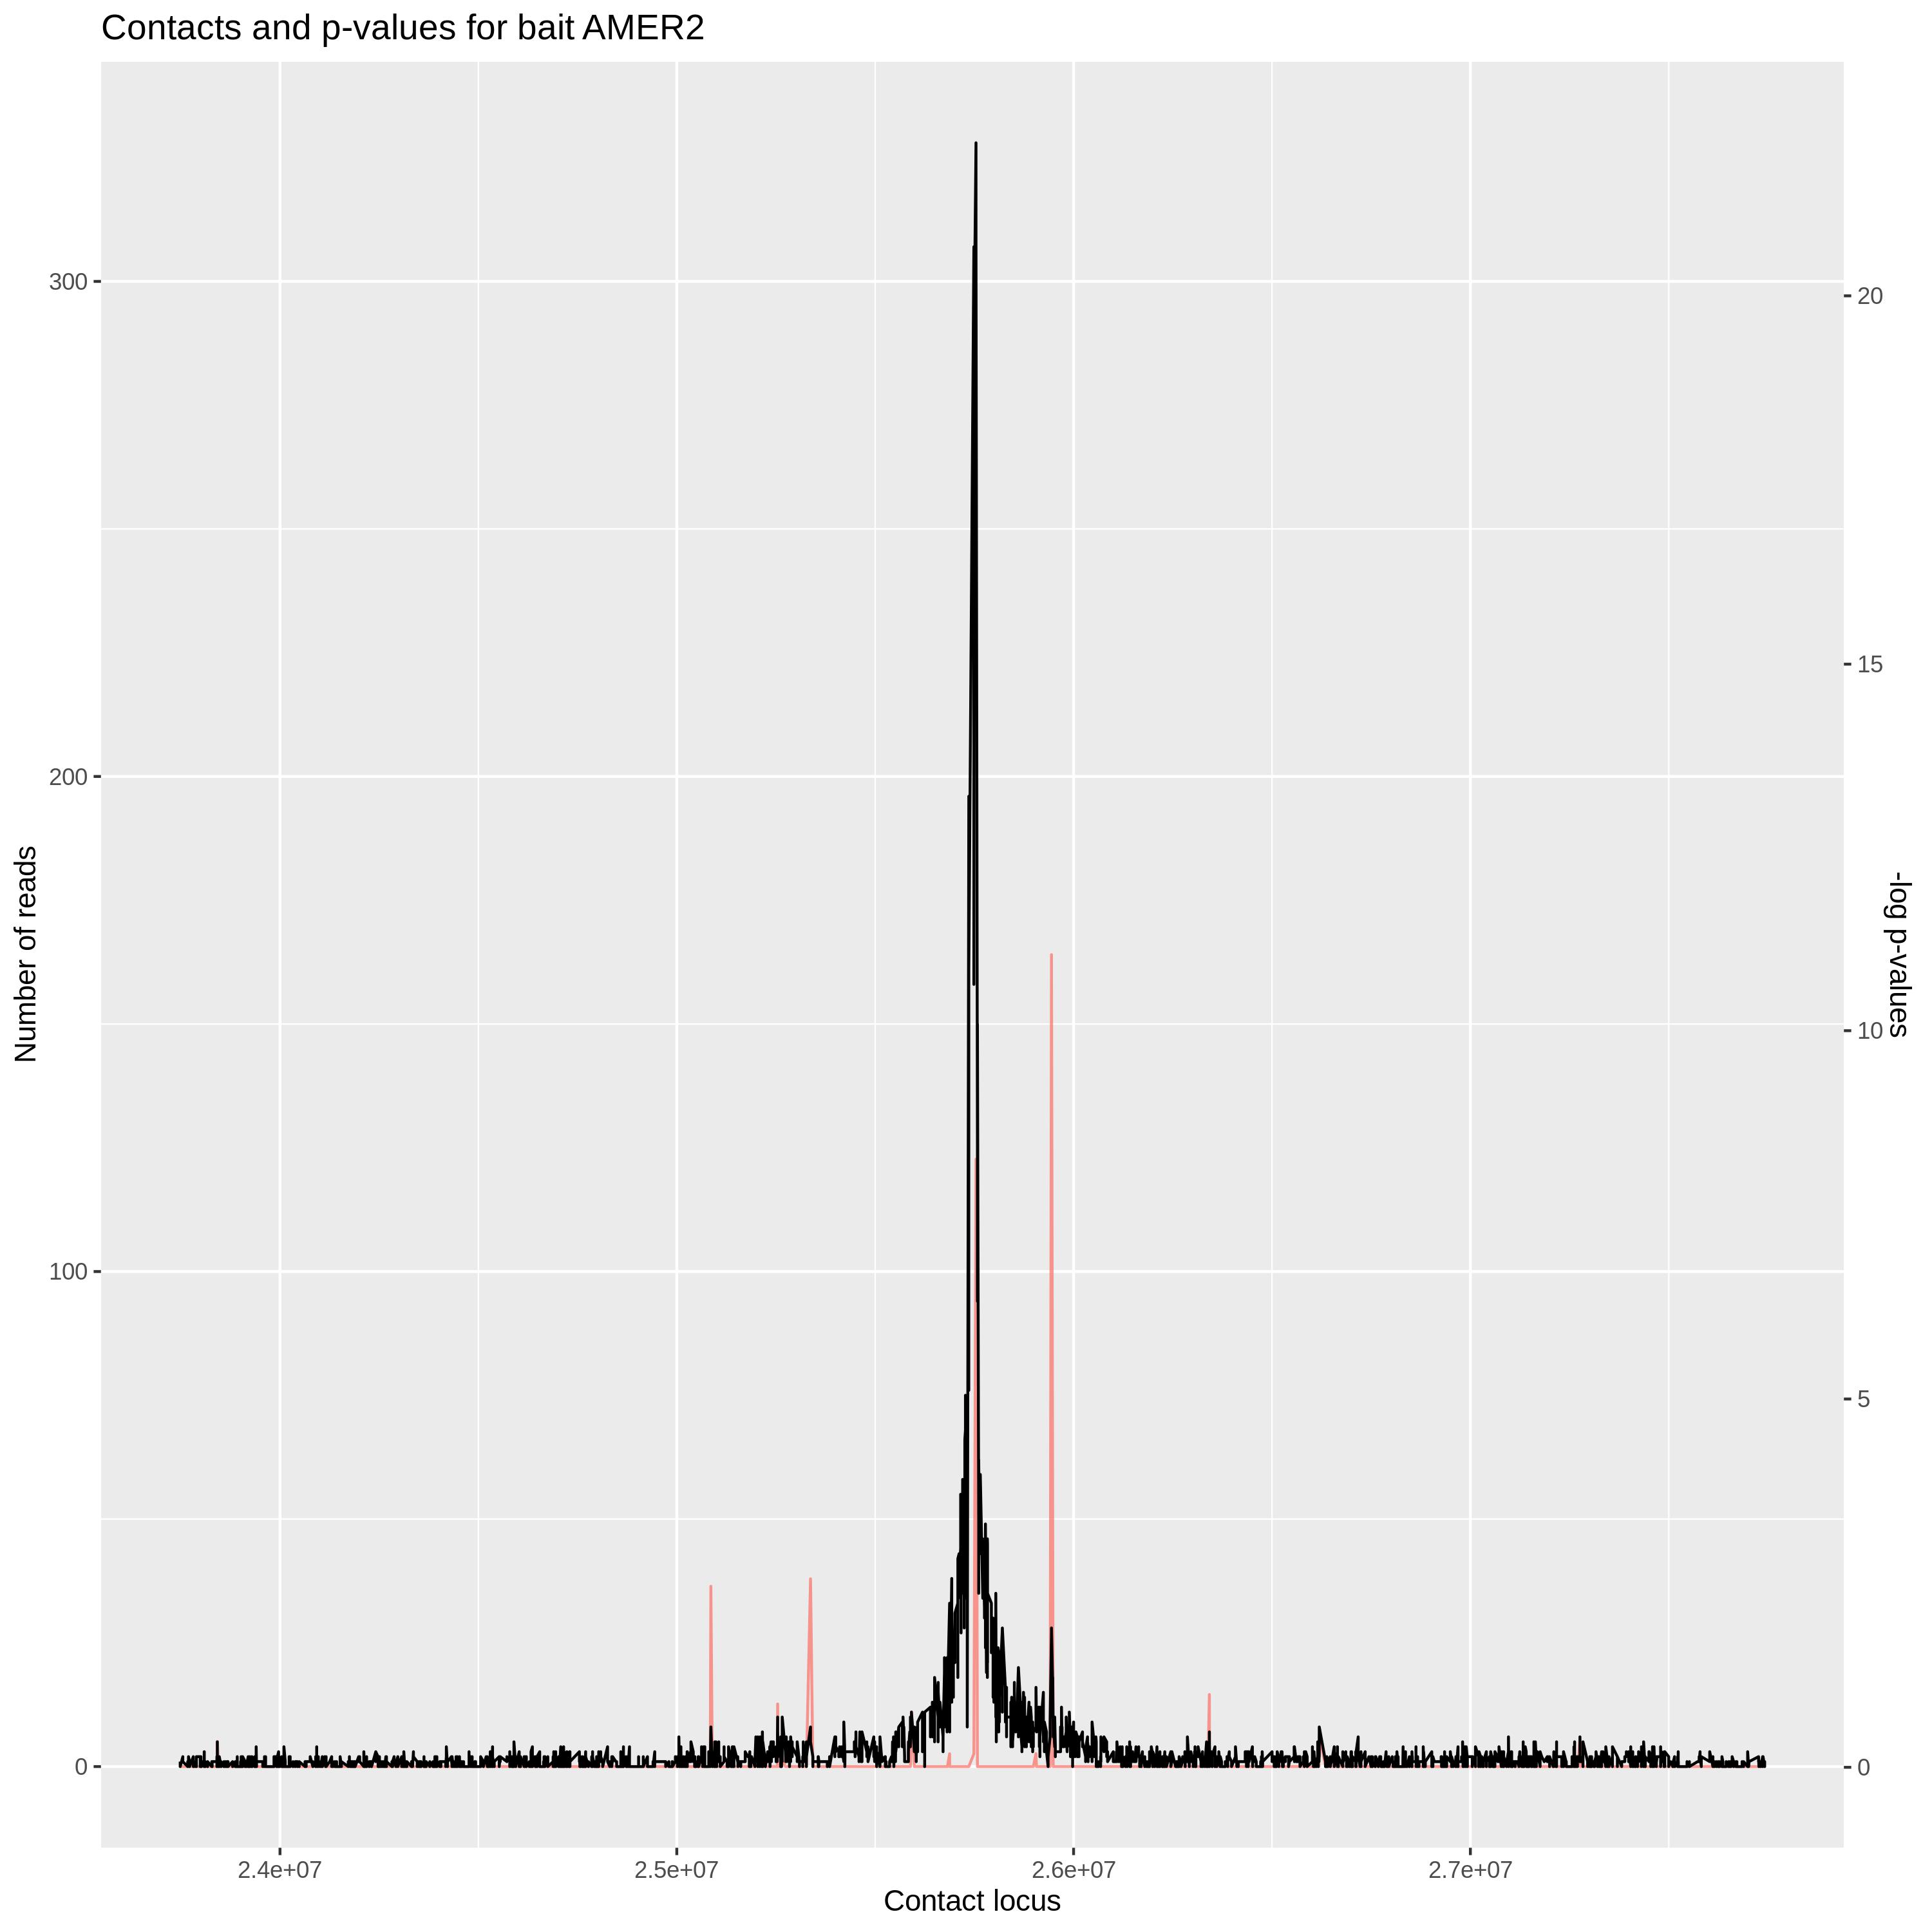 Contacts and p-values for bait AMER2
Number of reads
300
200
100
0
20
15
10
5
0
-log p-values
2.4e+07
2.5e+07
2.6e+07
2.7e+07
Contact locus